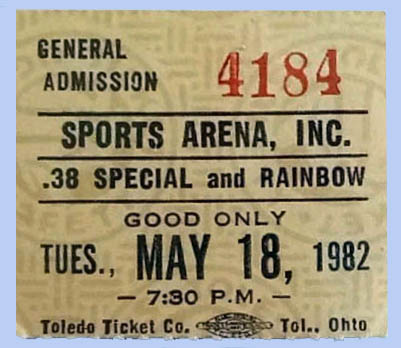 GENERAL
ADMISSION
4184
SPORTS ARENA, INC.
.38 SPECIAL and RAINBOW
GOOD ONLY
TUES., MAY 18, 1982
– 7:30 P.M. –
Toledo Ticket Co. Tol., Ohio